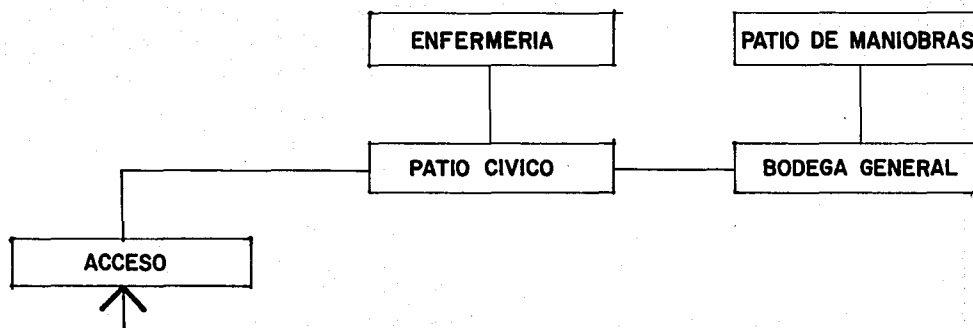 ENFERMERIA
PATIO DE MANIOBRAS
PATIO CIVICO
BODEGA GENERAL
ACCESO